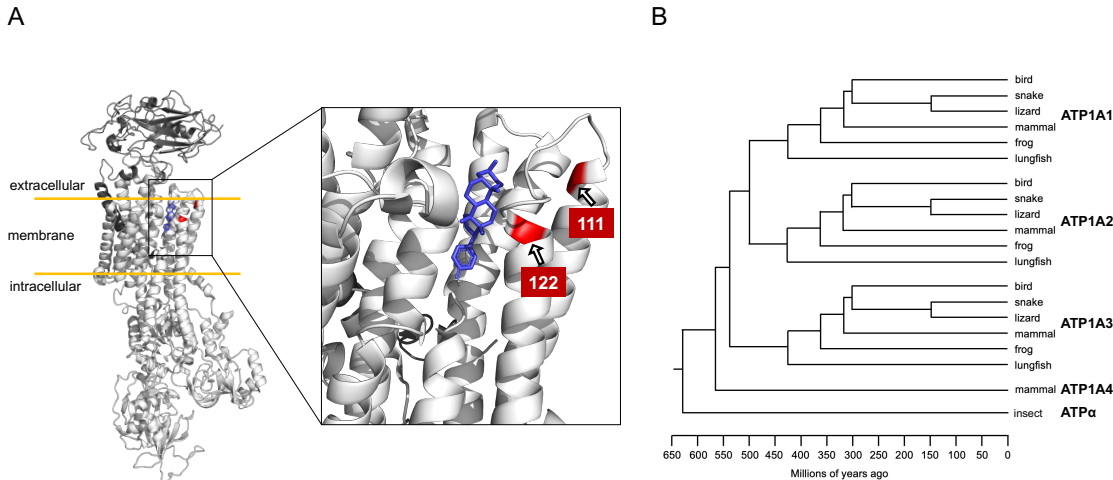 A
extracellular
membrane
intracellular
111
122
B
bird
snake
lizard
mammal
frog
lungfish
ATP1A1
bird
snake
lizard
mammal
frog
lungfish
ATP1A2
bird
snake
lizard
mammal
frog
lungfish
ATP1A3
mammal ATP1A4
insect ATPα
650 600 550 500 450 400 350 300 250 200 150 100 50 0
Millions of years ago